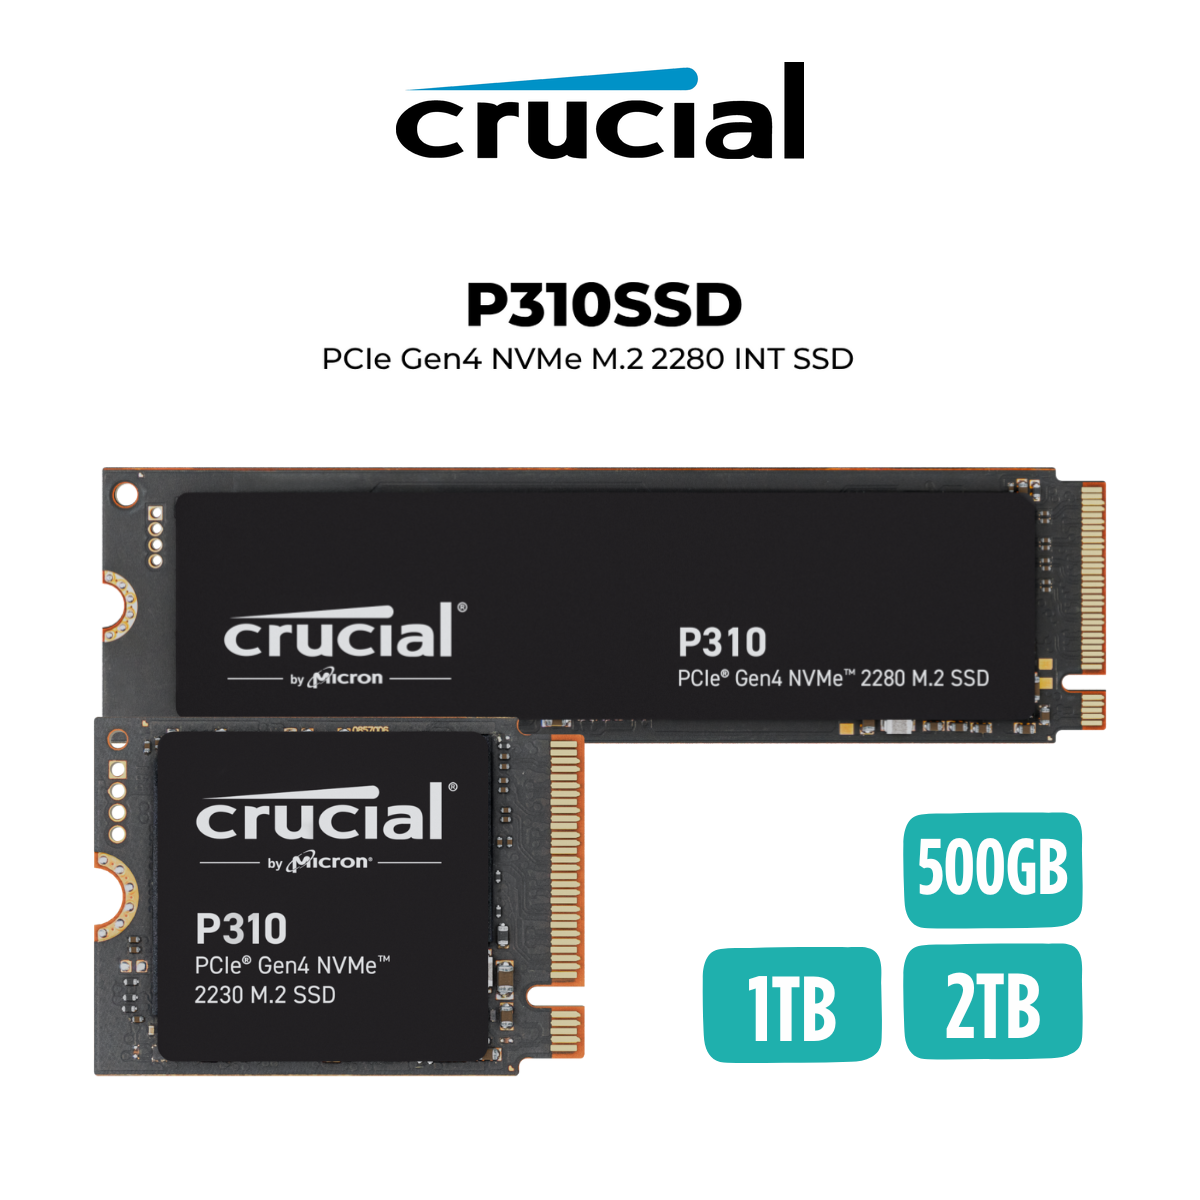 crucial
P310SSD
PCIe Gen4 NVMe M.2 2280 INT SSD
crucial®
by Micron
P310
PCIe® Gen4 NVMe™ 2280 M.2 SSD
crucial®
by Micron®
P310
PCIe® Gen4 NVMe™
2230 M.2 SSD
500GB
1TB
2TB